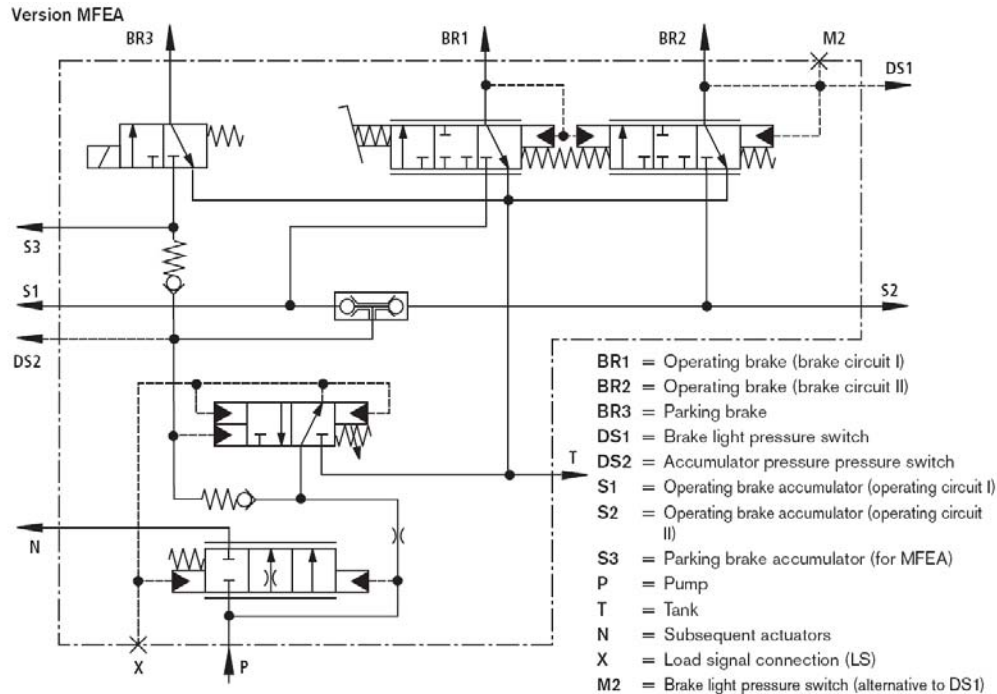 Version MFEA
BR3
BR1
BR2
M2
DS1
S3
S1
S2
DS2
T
N
X
P
BR1 = Operating brake (brake circuit I)
BR2 = Operating brake (brake circuit II)
BR3 = Parking brake
DS1 = Brake light pressure switch
DS2 = Accumulator pressure pressure switch
S1 = Operating brake accumulator (operating circuit I)
S2 = Operating brake accumulator (operating circuit
II)
S3 = Parking brake accumulator (for MFEA)
P = Pump
T = Tank
N = Subsequent actuators
X = Load signal connection (LS)
M2 = Brake light pressure switch (alternative to DS1)